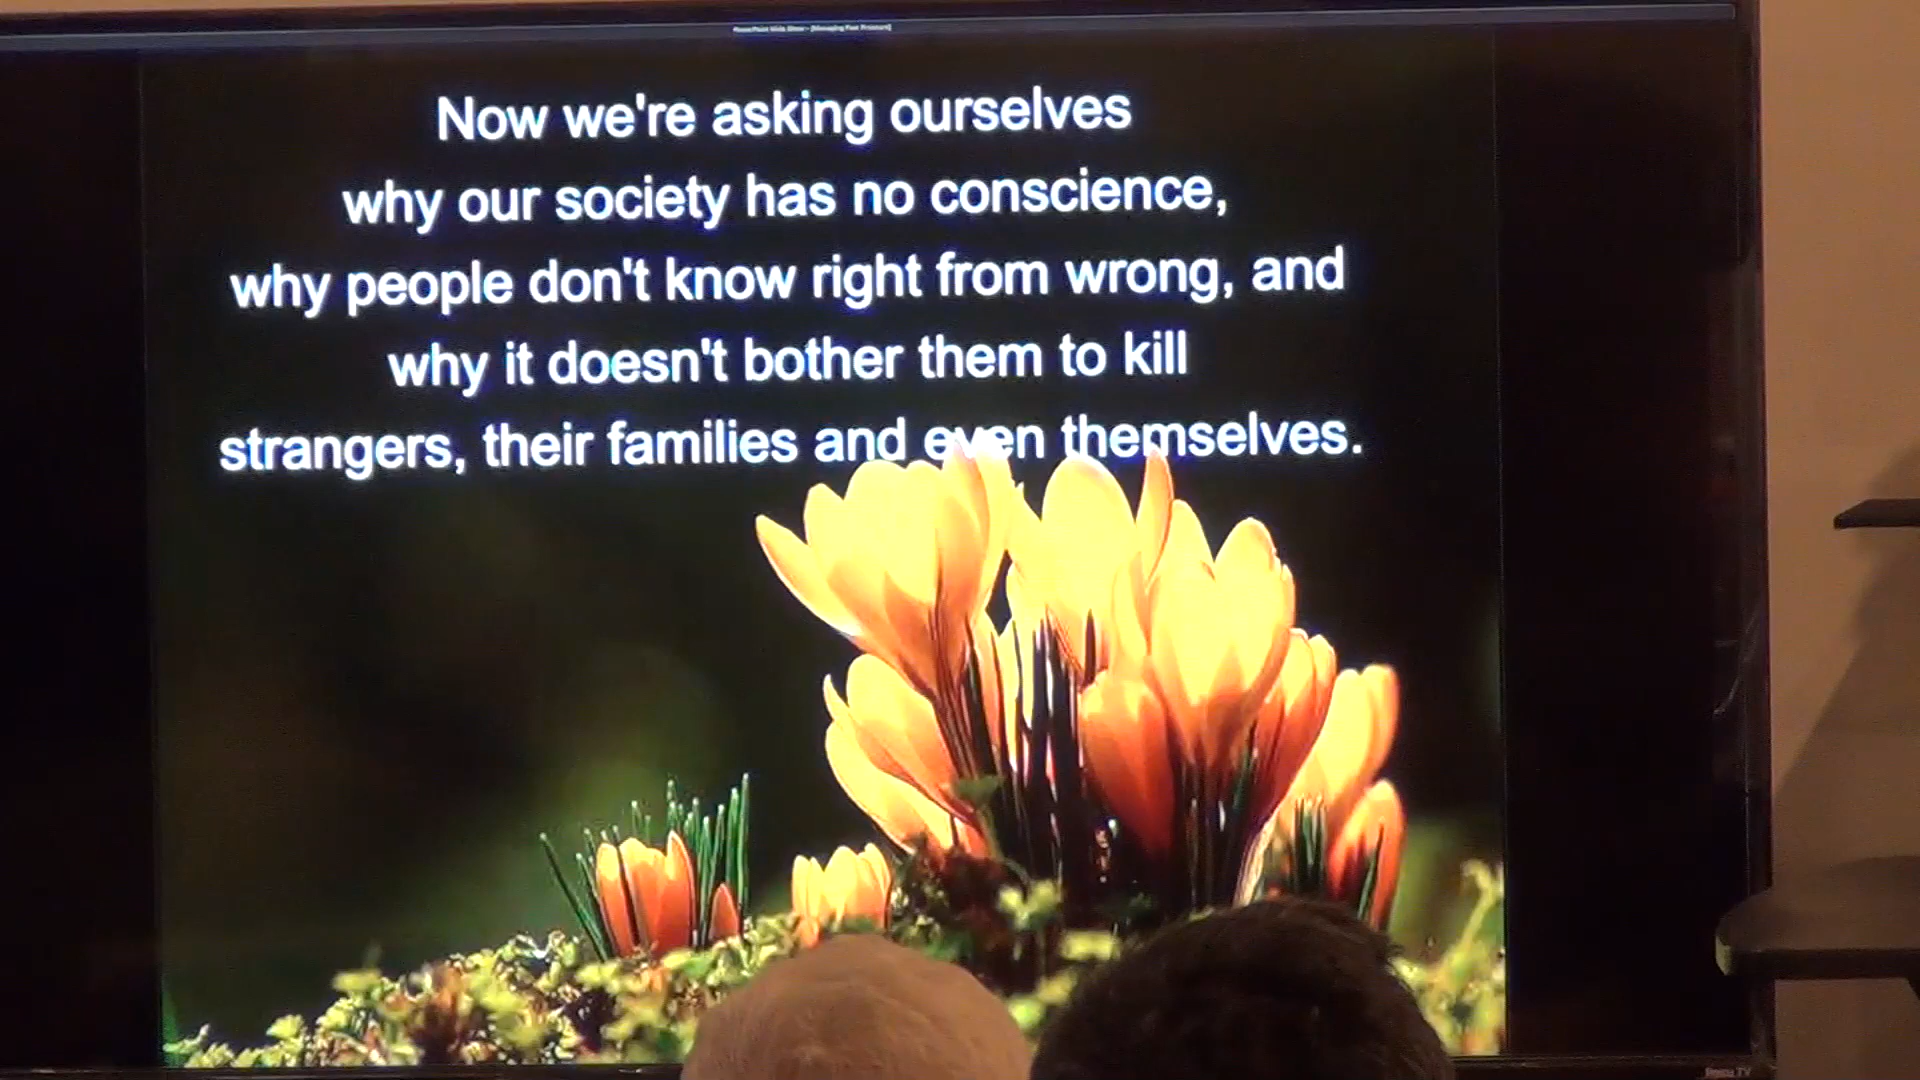 Now we're asking ourselves
why our society has no conscience,
why people don't know right from wrong, and
why it doesn't bother them to kill
strangers, their families and even themselves.